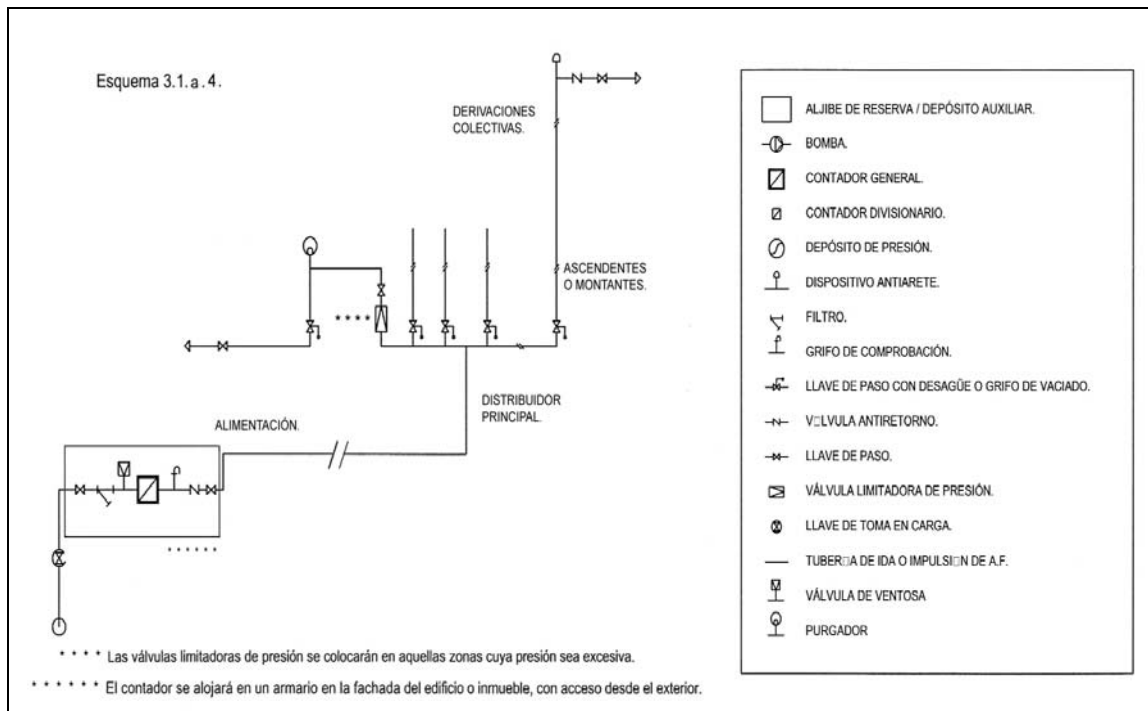 Esquema 3.1.a.4.
DERIVACIONES
COLECTIVAS.
ASCENDENTES
O MONTANTES.
* * * *
DISTRIBUIDOR
PRINCIPAL.
ALIMENTACIÓN.
* * * * * *
* * * * Las válvulas limitadoras de presión se colocarán en aquellas zonas cuya presión sea excesiva.
* * * * * * El contador se alojará en un armario en la fachada del edificio o inmueble, con acceso desde el exterior.
ALJIBE DE RESERVA / DEPÓSITO AUXILIAR.
BOMBA.
CONTADOR GENERAL.
CONTADOR DIVISIONARIO.
DEPÓSITO DE PRESIÓN.
DISPOSITIVO ANTIARETE.
FILTRO.
GRIFO DE COMPROBACIÓN.
LLAVE DE PASO CON DESAGÜE O GRIFO DE VACIADO.
V□LVULA ANTIRETORNO.
LLAVE DE PASO.
VÁLVULA LIMITADORA DE PRESIÓN.
LLAVE DE TOMA EN CARGA.
TUBER□A DE IDA O IMPULSI□N DE A.F.
VÁLVULA DE VENTOSA
PURGADOR